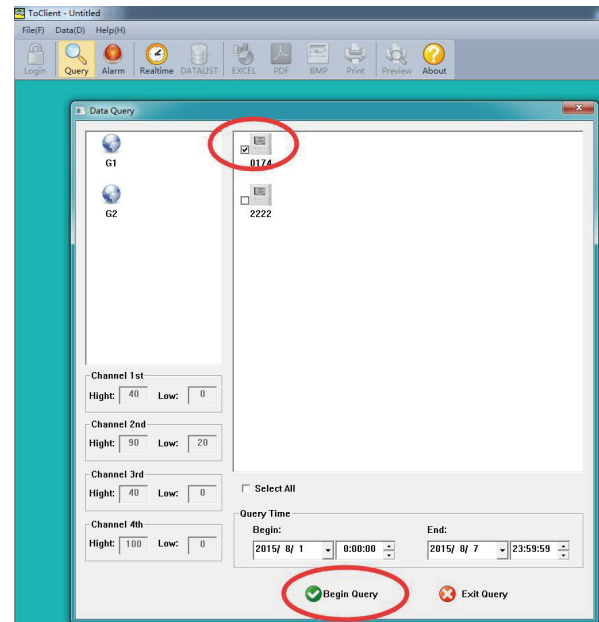 ToClient - Untitled
File(F) Data(D) Help(H)
Login Query Alarm Realtime DATALIST EXCEL PDF BMP Print Preview About
Data Query
G1
G2
0174
2222
Channel 1st
Hight: 40 Low: 0
Channel 2nd
Hight: 90 Low: 20
Channel 3rd
Hight: 40 Low: 0
Channel 4th
Hight: 100 Low: 0
Select All
Query Time
Begin: End:
2015/ 8/ 1 0:00:00 2015/ 8/ 7 23:59:59
Begin Query Exit Query